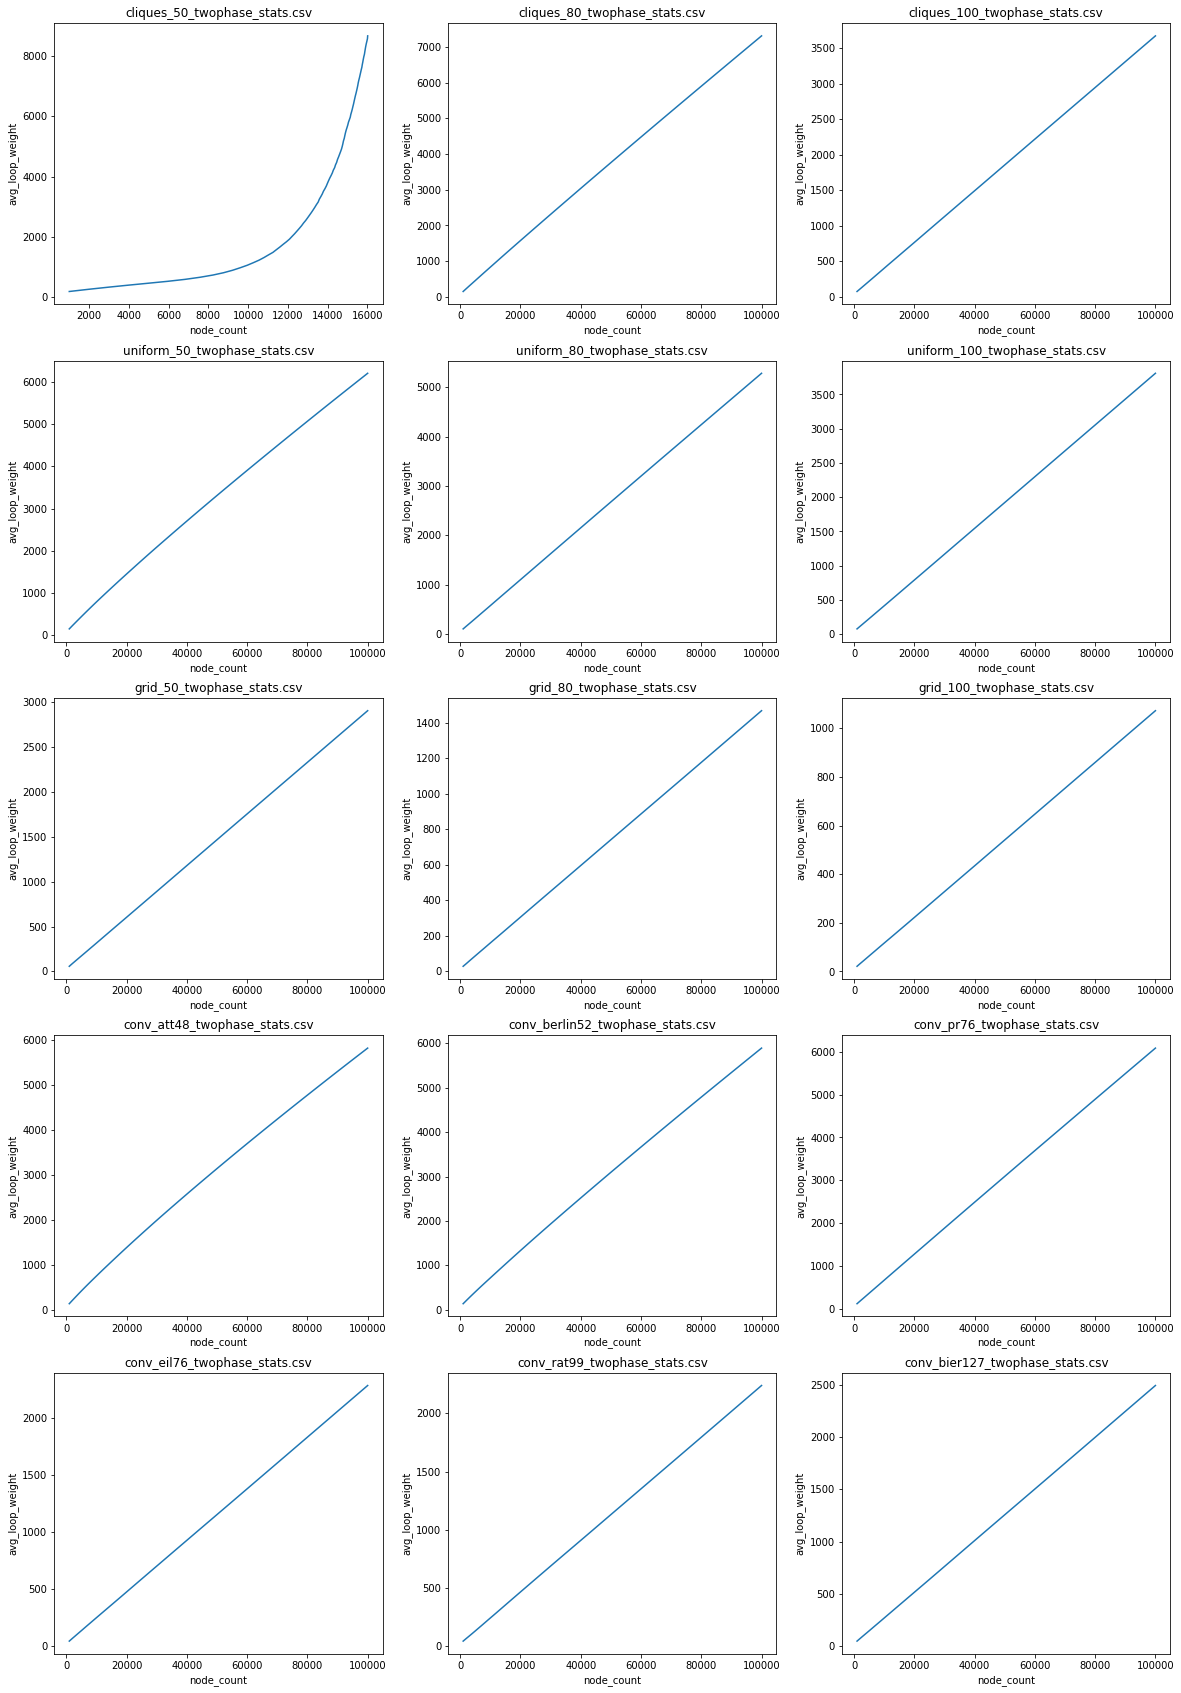 cliques_50_twophase_stats.csv
avg_loop_weight
8000
6000
4000
2000
0
2000 4000 6000 8000 10000 12000 14000 16000
node_count
cliques_80_twophase_stats.csv
avg_loop_weight
7000
6000
5000
4000
3000
2000
1000
0
0 20000 40000 60000 80000 100000
node_count
cliques_100_twophase_stats.csv
avg_loop_weight
3500
3000
2500
2000
1500
1000
500
0
0 20000 40000 60000 80000 100000
node_count
uniform_50_twophase_stats.csv
avg_loop_weight
6000
5000
4000
3000
2000
1000
0
0 20000 40000 60000 80000 100000
node_count
uniform_80_twophase_stats.csv
avg_loop_weight
5000
4000
3000
2000
1000
0
0 20000 40000 60000 80000 100000
node_count
uniform_100_twophase_stats.csv
avg_loop_weight
3500
3000
2500
2000
1500
1000
500
0
0 20000 40000 60000 80000 100000
node_count
grid_50_twophase_stats.csv
avg_loop_weight
3000
2500
2000
1500
1000
500
0
0 20000 40000 60000 80000 100000
node_count
grid_80_twophase_stats.csv
avg_loop_weight
1400
1200
1000
800
600
400
200
0
0 20000 40000 60000 80000 100000
node_count
grid_100_twophase_stats.csv
avg_loop_weight
1000
800
600
400
200
0
0 20000 40000 60000 80000 100000
node_count
conv_att48_twophase_stats.csv
avg_loop_weight
6000
5000
4000
3000
2000
1000
0
0 20000 40000 60000 80000 100000
node_count
conv_berlin52_twophase_stats.csv
avg_loop_weight
6000
5000
4000
3000
2000
1000
0
0 20000 40000 60000 80000 100000
node_count
conv_pr76_twophase_stats.csv
avg_loop_weight
6000
5000
4000
3000
2000
1000
0
0 20000 40000 60000 80000 100000
node_count
conv_eil76_twophase_stats.csv
avg_loop_weight
2000
1500
1000
500
0
0 20000 40000 60000 80000 100000
node_count
conv_rat99_twophase_stats.csv
avg_loop_weight
2000
1500
1000
500
0
0 20000 40000 60000 80000 100000
node_count
conv_bier127_twophase_stats.csv
avg_loop_weight
2500
2000
1500
1000
500
0
0 20000 40000 60000 80000 100000
node_count